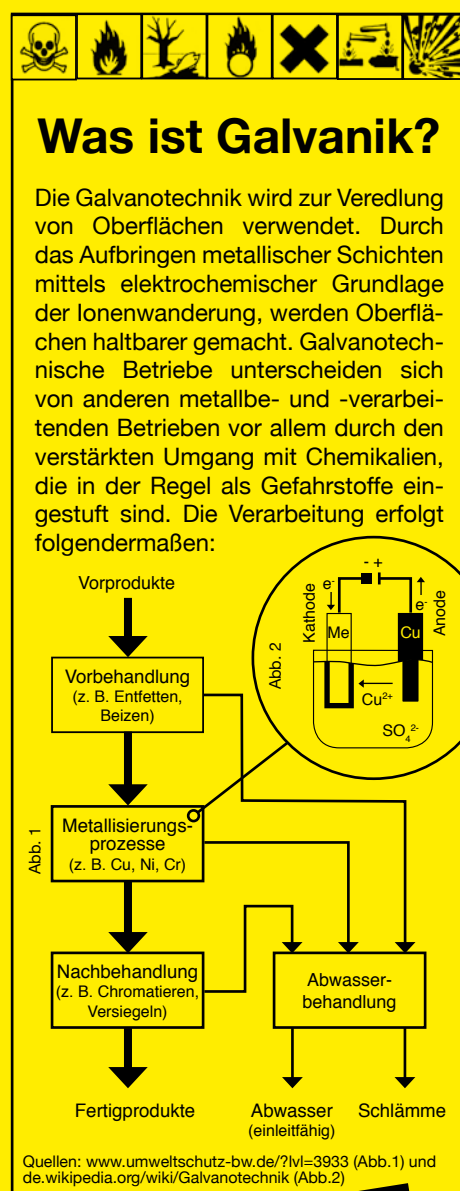 Was ist Galvanik?
Die Galvanotechnik wird zur Veredlung
von Oberflächen verwendet. Durch
das Aufbringen metallischer Schichten
mittels elektrochemischer Grundlage
der Ionenwanderung, werden Oberflä-
chen haltbarer gemacht. Galvanotech-
nische Betriebe unterscheiden sich
von anderen metallbe- und -verarbei-
tenden Betrieben vor allem durch den
verstärkten Umgang mit Chemikalien,
die in der Regel als Gefahrstoffe ein-
gestuft sind. Die Verarbeitung erfolgt
folgendermaßen:
Vorprodukte
Vorbehandlung
(z. B. Entfetten,
Beizen)
Abb. 2
Kathode
e⁻
- +
e⁻
Anode
Me
Cu
Cu²⁺
SO₄²⁻
Abb. 1
Metallisierungs-
prozesse
(z. B. Cu, Ni, Cr)
Nachbehandlung
(z. B. Chromatieren,
Versiegeln)
Abwasser-
behandlung
Fertigprodukte
Abwasser
(einleitfähig)
Schlämme
Quellen: www.umweltschutz-bw.de/?lvl=3933 (Abb.1) und
de.wikipedia.org/wiki/Galvanotechnik (Abb.2)